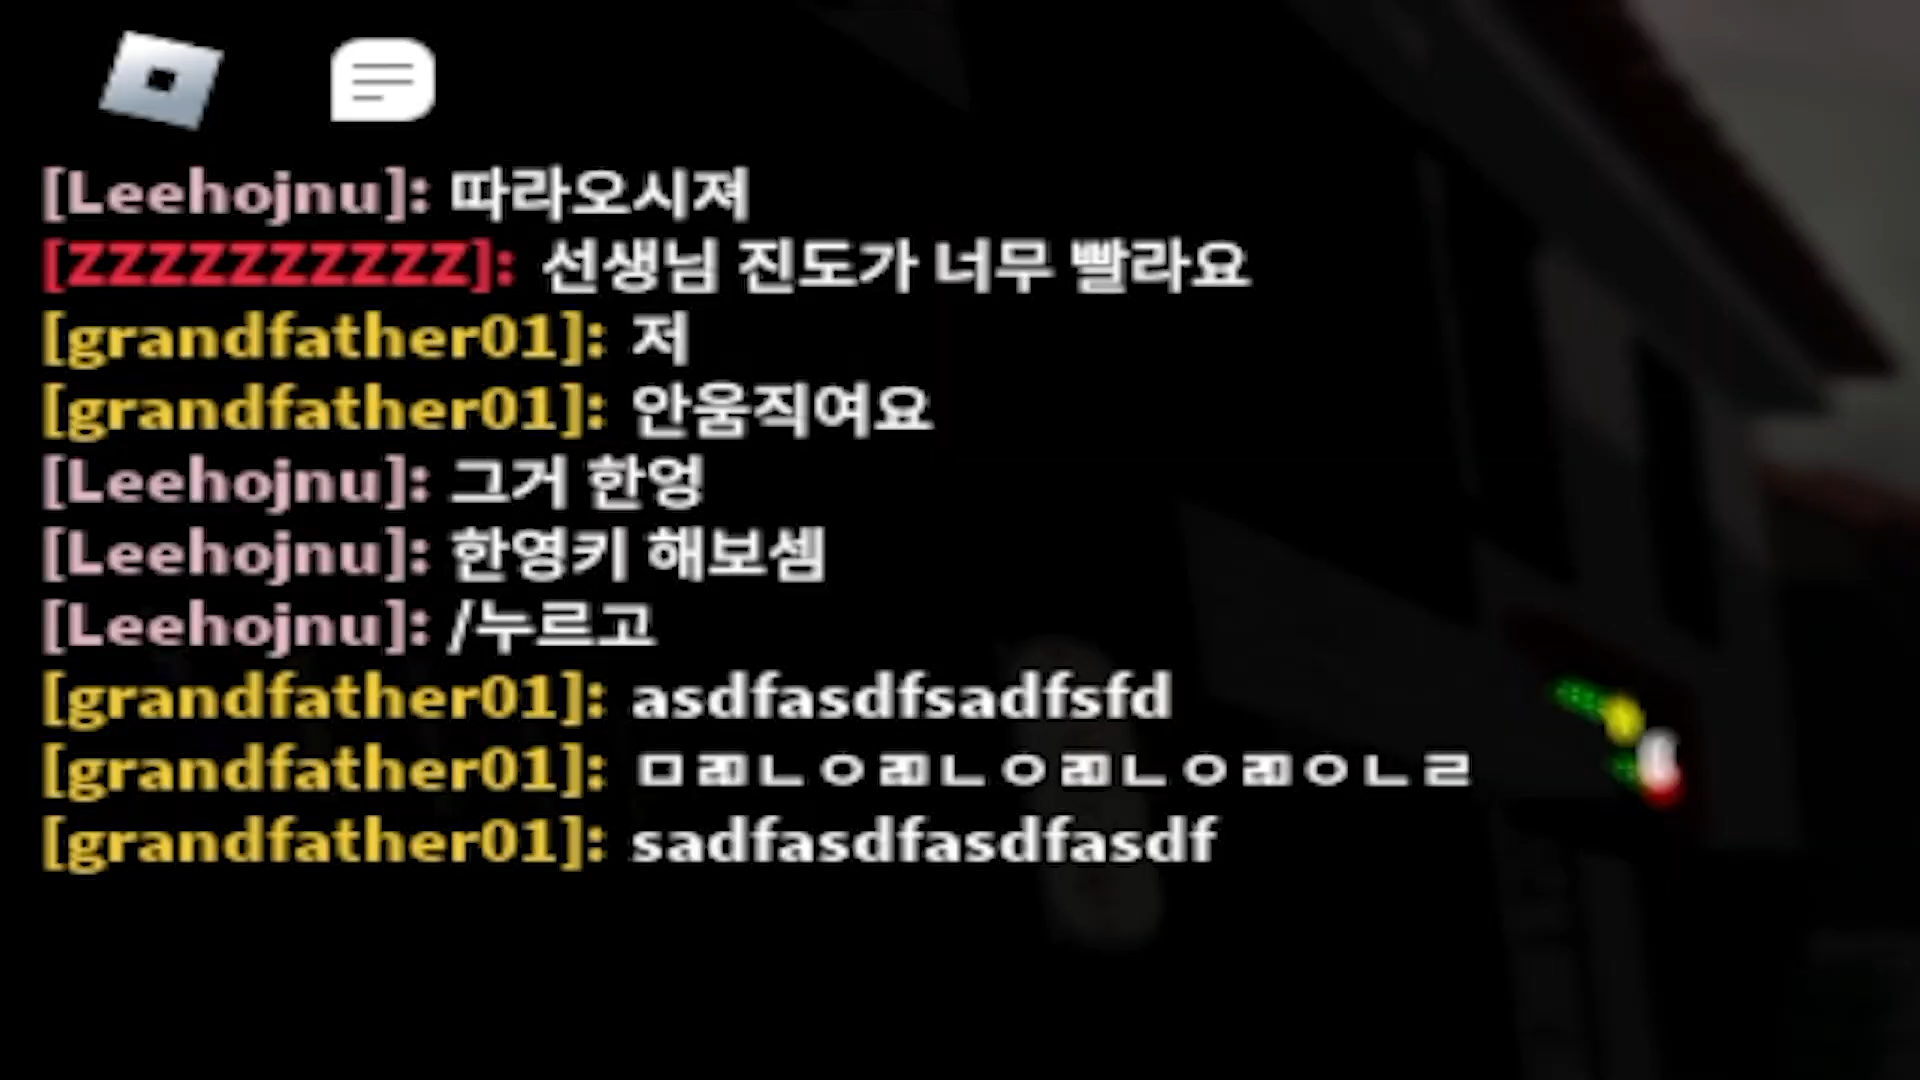 [Leehojnu]: 따라오시져
[ZZZZZZZZZZ]: 선생님 진도가 너무 빨라요
[grandfather01]: 저
[grandfather01]: 안움직여요
[Leehojnu]: 그거 한엉
[Leehojnu]: 한영키 해보셈
[Leehojnu]: /누르고
[grandfather01]: asdfasdfsadfsfd
[grandfather01]: ㅁㄻㄴㅇㄻㄴㅇㄻㄴㅇㄻㅇㄴㄹ
[grandfather01]: sadfasdfasdfasdf